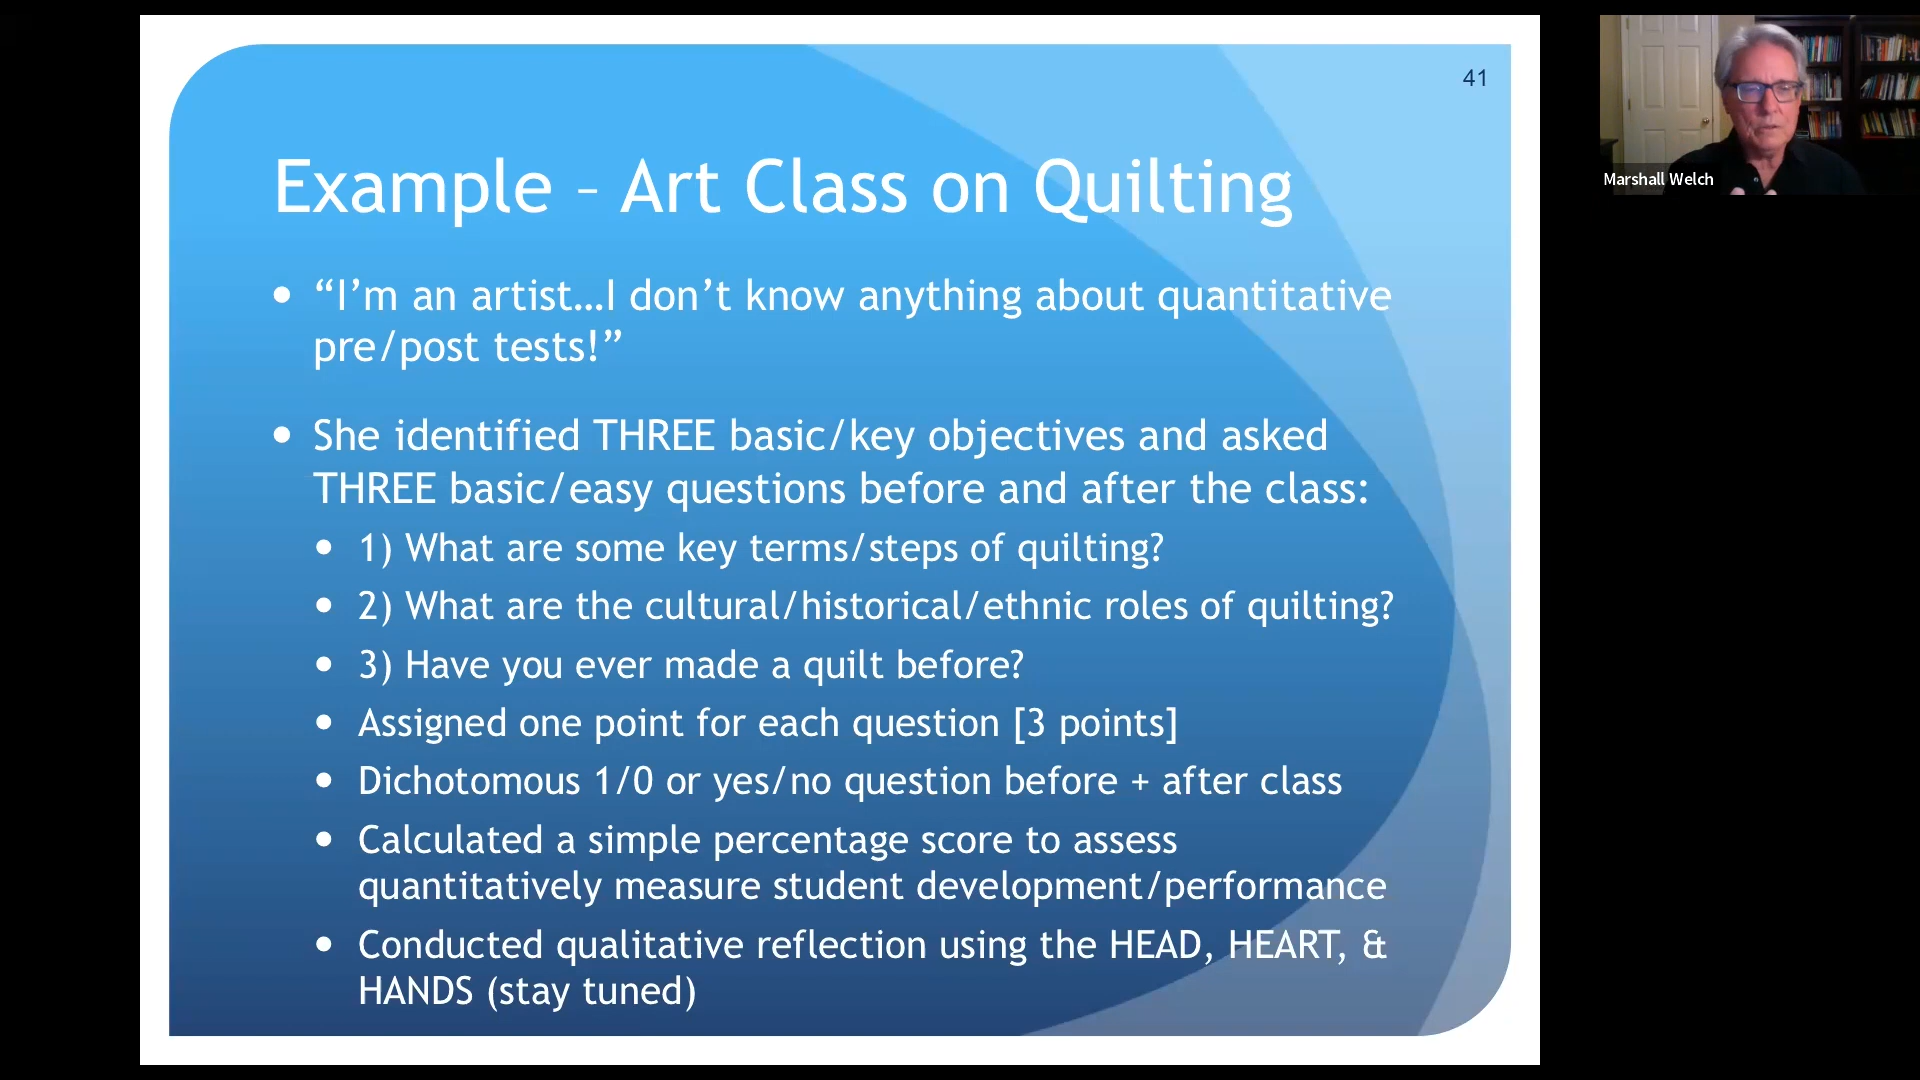 41
Example – Art Class on Quilting
• “I’m an artist…I don’t know anything about quantitative
pre/post tests!”
• She identified THREE basic/key objectives and asked
THREE basic/easy questions before and after the class:
• 1) What are some key terms/steps of quilting?
• 2) What are the cultural/historical/ethnic roles of quilting?
• 3) Have you ever made a quilt before?
• Assigned one point for each question [3 points]
• Dichotomous 1/0 or yes/no question before + after class
• Calculated a simple percentage score to assess
quantitatively measure student development/performance
• Conducted qualitative reflection using the HEAD, HEART, &
HANDS (stay tuned)
Marshall Welch